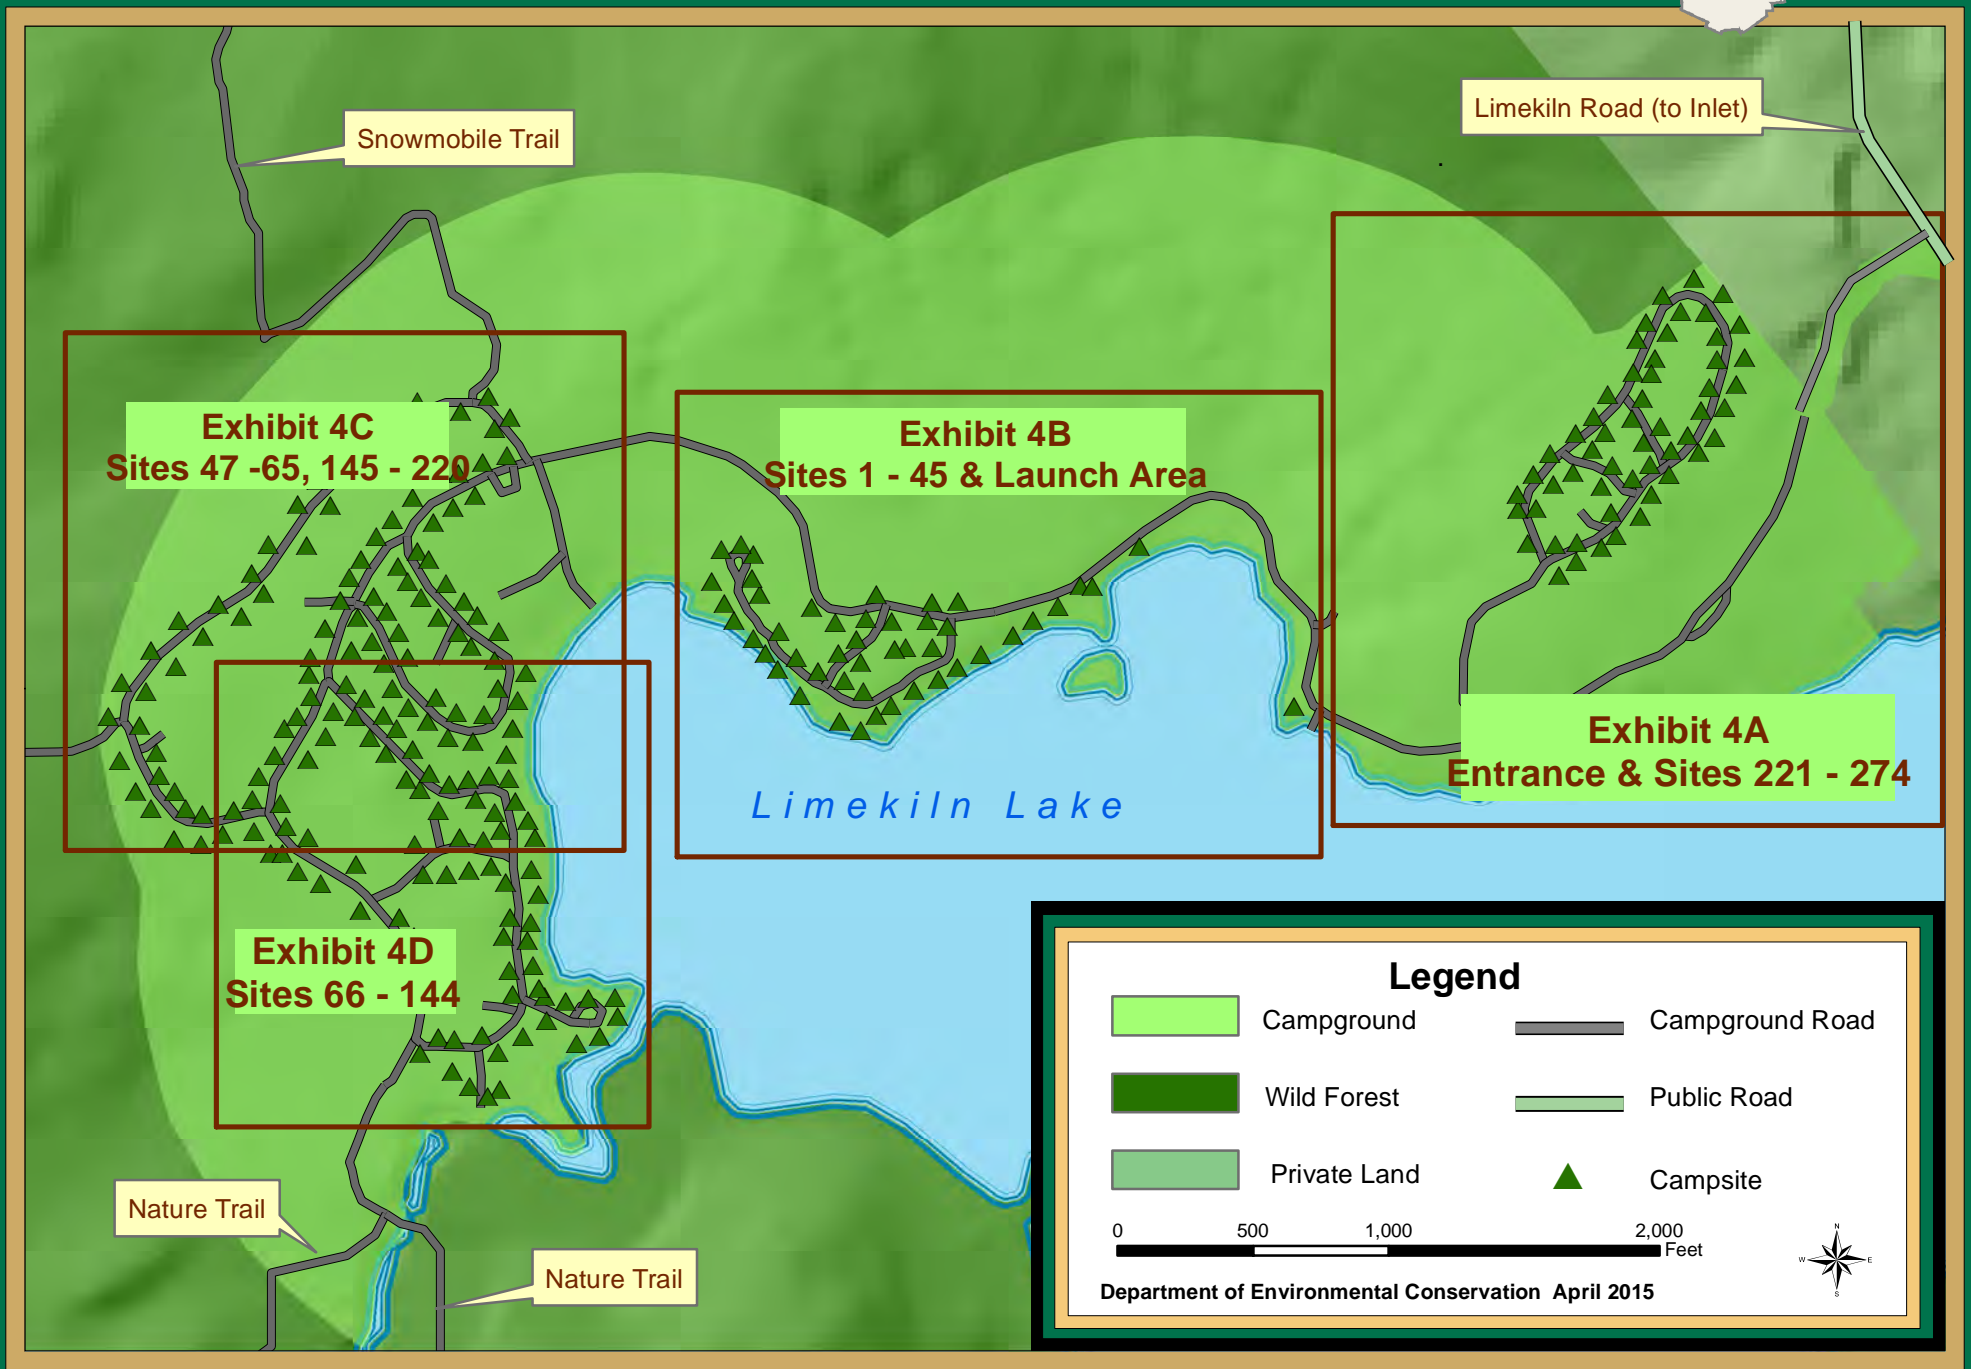 Limekiln Road (to Inlet)
Snowmobile Trail
Exhibit 4C
Sites 47 -65, 145 - 220
Exhibit 4B
Sites 1 - 45 & Launch Area
Exhibit 4A
Entrance & Sites 221 - 274
Limekiln Lake
Exhibit 4D
Sites 66 - 144
Nature Trail
Nature Trail
Legend
Campground
Campground Road
Wild Forest
Public Road
Private Land
Campsite
0 500 1,000 2,000
Feet
N
W E
S
Department of Environmental Conservation April 2015